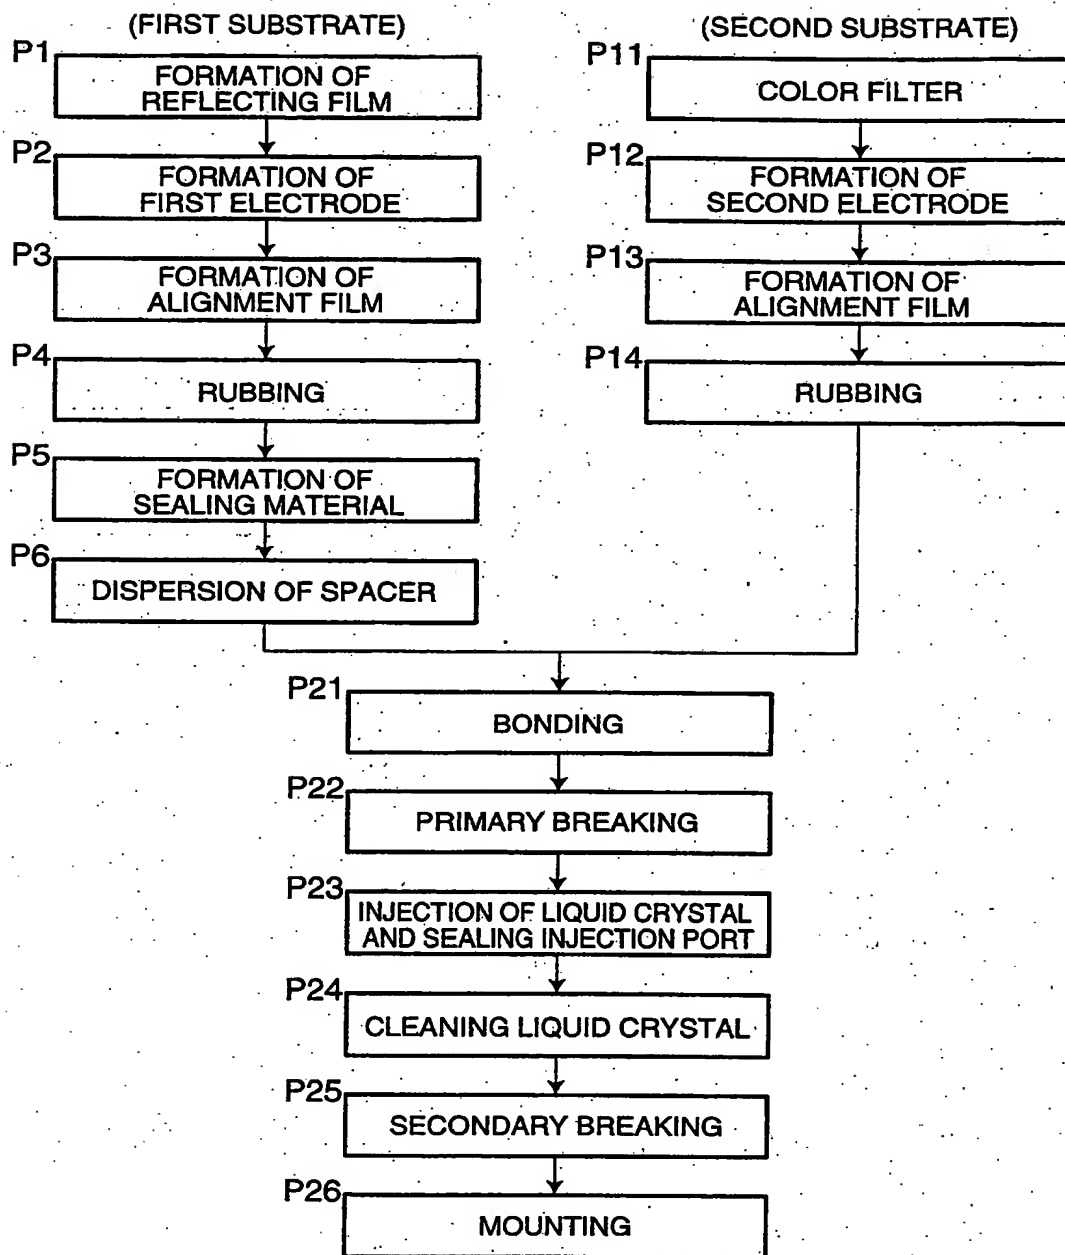 (FIRST SUBSTRATE)
P1
FORMATION OF
REFLECTING FILM
P2
FORMATION OF
FIRST ELECTRODE
P3
FORMATION OF
ALIGNMENT FILM
P4
RUBBING
P5
FORMATION OF
SEALING MATERIAL
P6
DISPERSION OF SPACER
(SECOND SUBSTRATE)
P11
COLOR FILTER
P12
FORMATION OF
SECOND ELECTRODE
P13
FORMATION OF
ALIGNMENT FILM
P14
RUBBING
P21
BONDING
P22
PRIMARY BREAKING
P23
INJECTION OF LIQUID CRYSTAL
AND SEALING INJECTION PORT
P24
CLEANING LIQUID CRYSTAL
P25
SECONDARY BREAKING
P26
MOUNTING